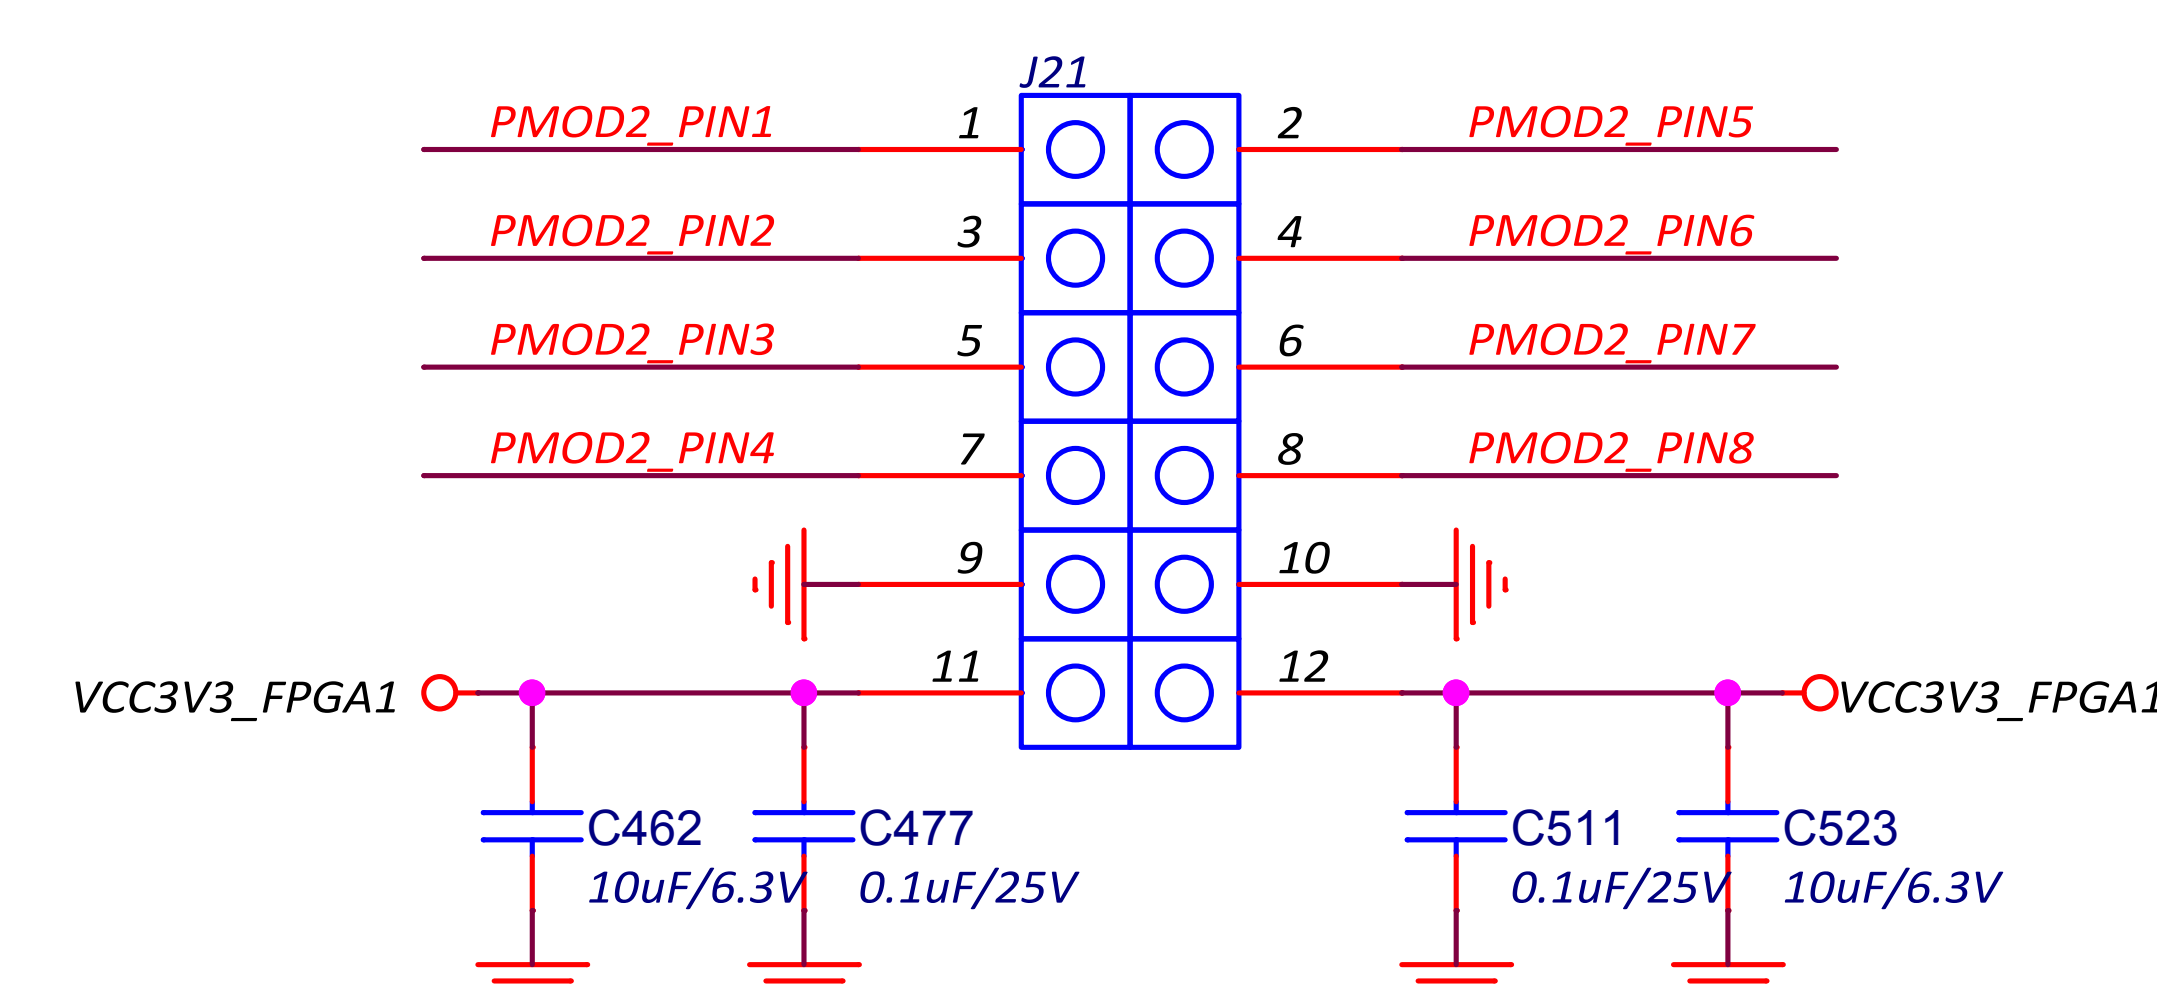 J21
PMOD2_PIN1 1 2 PMOD2_PIN5
PMOD2_PIN2 3 4 PMOD2_PIN6
PMOD2_PIN3 5 6 PMOD2_PIN7
PMOD2_PIN4 7 8 PMOD2_PIN8
9 10
VCC3V3_FPGA1 11 12 VCC3V3_FPGA1
C462 C477 C511 C523
10uF/6.3V 0.1uF/25V 0.1uF/25V 10uF/6.3V